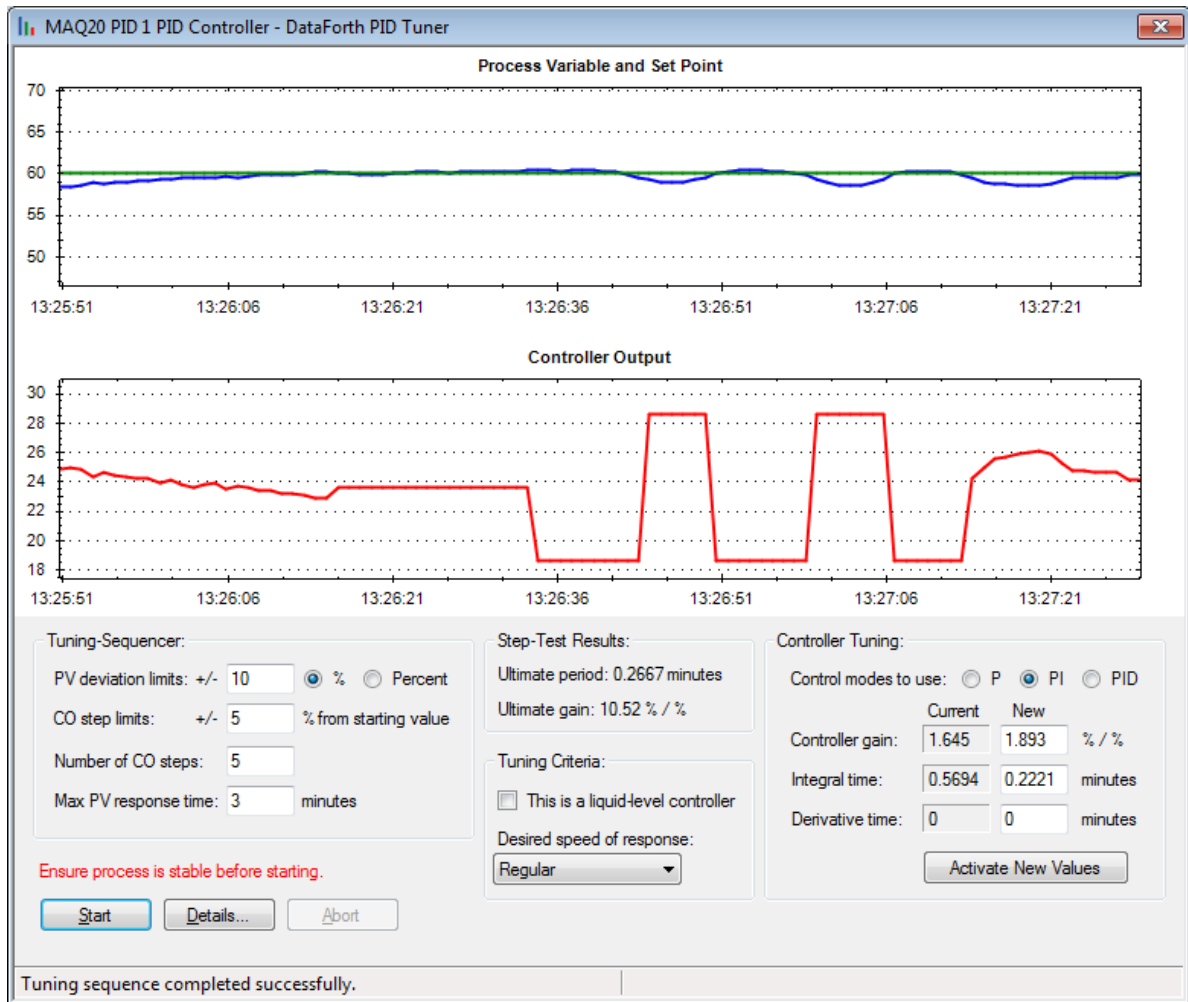 MAQ20 PID 1 PID Controller - DataForth PID Tuner
Process Variable and Set Point
70
65
60
55
50
13:25:51 13:26:06 13:26:21 13:26:36 13:26:51 13:27:06 13:27:21
Controller Output
30
28
26
24
22
20
18
13:25:51 13:26:06 13:26:21 13:26:36 13:26:51 13:27:06 13:27:21
Tuning-Sequencer:
PV deviation limits: +/- 10 % Percent
CO step limits: +/- 5 % from starting value
Number of CO steps: 5
Max PV response time: 3 minutes
Ensure process is stable before starting.
Start Details... Abort
Step-Test Results:
Ultimate period: 0.2667 minutes
Ultimate gain: 10.52 % / %
Tuning Criteria:
This is a liquid-level controller
Desired speed of response:
Regular
Controller Tuning:
Control modes to use: P PI PID
Current New
Controller gain: 1.645 1.893 % / %
Integral time: 0.5694 0.2221 minutes
Derivative time: 0 0 minutes
Activate New Values
Tuning sequence completed successfully.